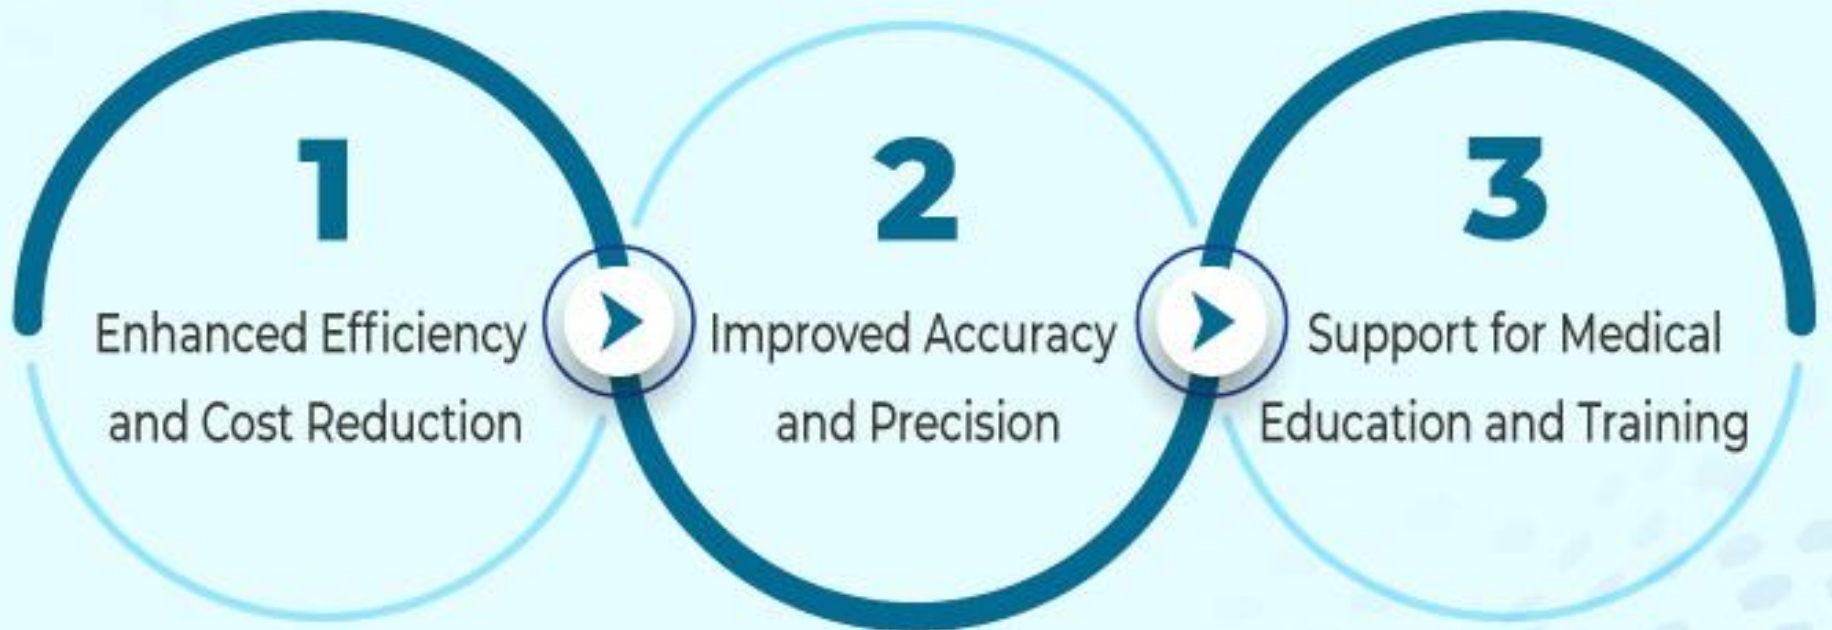 1
Enhanced Efficiency
and Cost Reduction
2
Improved Accuracy
and Precision
3
Support for Medical
Education and Training